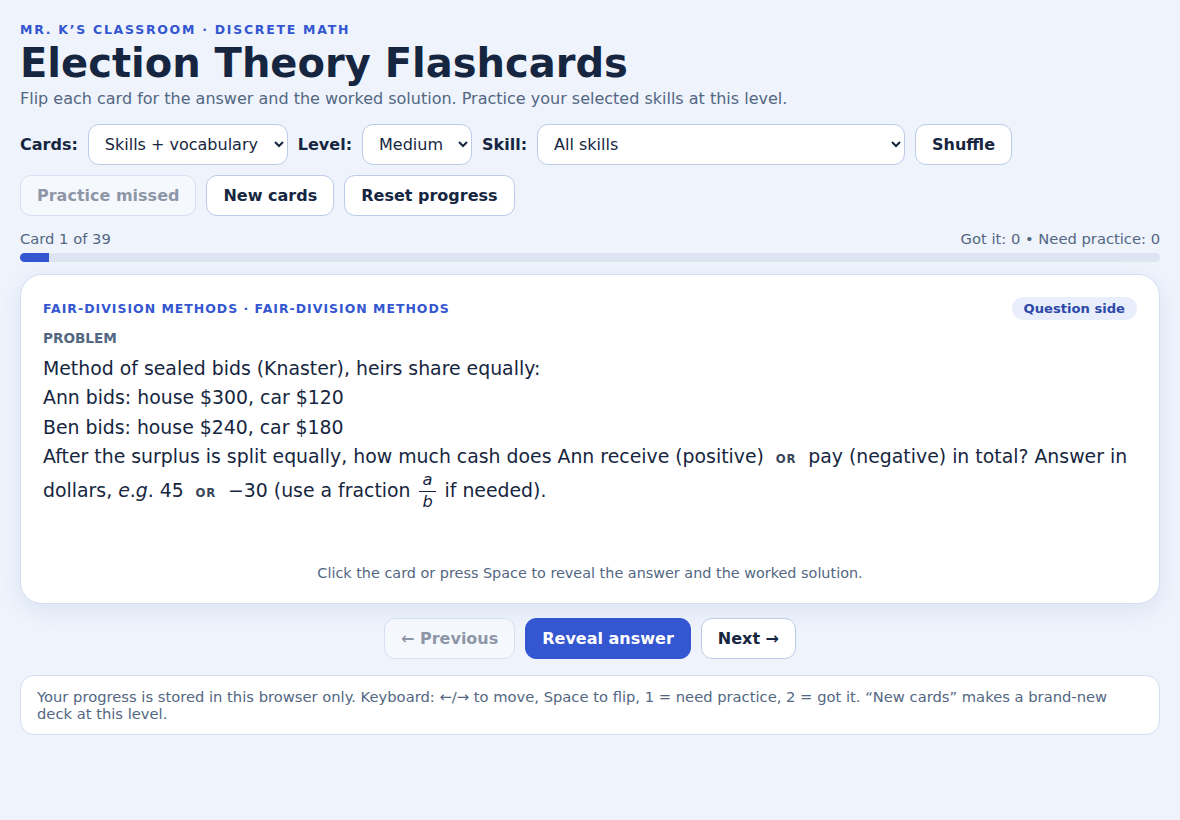 MR. K’S CLASSROOM · DISCRETE MATH
Election Theory Flashcards
Flip each card for the answer and the worked solution. Practice your selected skills at this level.
Cards: Skills + vocabulary Level: Medium Skill: All skills Shuffle
Practice missed New cards Reset progress
Card 1 of 39 Got it: 0 • Need practice: 0
FAIR-DIVISION METHODS · FAIR-DIVISION METHODS Question side
PROBLEM
Method of sealed bids (Knaster), heirs share equally:
Ann bids: house $300, car $120
Ben bids: house $240, car $180
After the surplus is split equally, how much cash does Ann receive (positive) OR pay (negative) in total? Answer in
dollars, e.g. 45 OR −30 (use a fraction a/b if needed).
Click the card or press Space to reveal the answer and the worked solution.
← Previous Reveal answer Next →
Your progress is stored in this browser only. Keyboard: ←/→ to move, Space to flip, 1 = need practice, 2 = got it. “New cards” makes a brand-new
deck at this level.